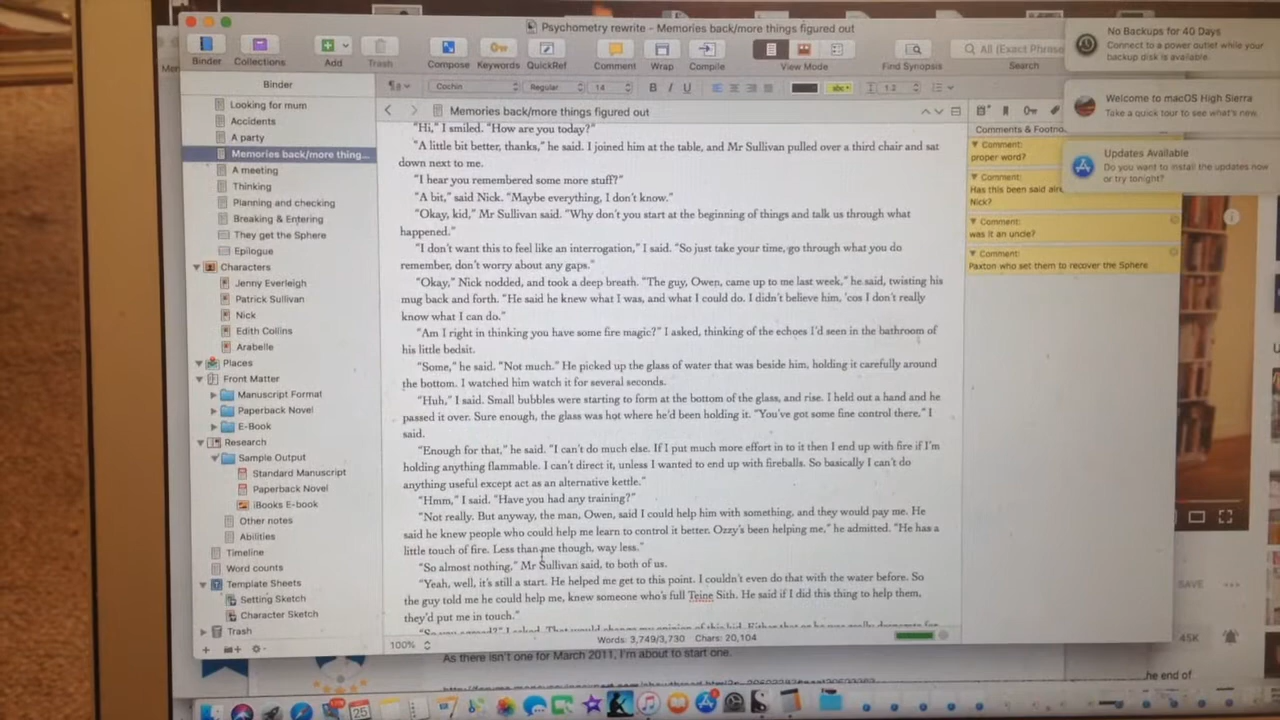 Psychometry rewrite - Memories back/more things figured out
Binder
Collections
Add
Trash
Compose
Keywords
QuickRef
Comment
Wrap
Compile
View Mode
Find Synopsis
All (Exact Phrase
Search
No Backups for 40 Days
Connect to a power outlet while your
backup disk is available.
Welcome to macOS High Sierra
Take a quick tour to see what's new.
Updates Available
Do you want to install the updates now
or try tonight?
Binder
Looking for mum
Accidents
A party
Memories back/more thing...
A meeting
Thinking
Planning and checking
Breaking & Entering
They get the Sphere
Epilogue
Characters
Jenny Everleigh
Patrick Sullivan
Nick
Edith Collins
Arabelle
Places
Front Matter
Manuscript Format
Paperback Novel
E-Book
Research
Sample Output
Standard Manuscript
Paperback Novel
iBooks E-book
Other notes
Abilities
Timeline
Word counts
Template Sheets
Setting Sketch
Character Sketch
Trash
Cochin
Regular
14
B I U
abc
1.2
Memories back/more things figured out
"Hi," I smiled. "How are you today?"
"A little bit better, thanks," he said. I joined him at the table, and Mr Sullivan pulled over a third chair and sat
down next to me.
"I hear you remembered some more stuff?"
"A bit," said Nick. "Maybe everything, I don't know."
"Okay, kid," Mr Sullivan said. "Why don't you start at the beginning of things and talk us through what
happened."
"I don't want this to feel like an interrogation," I said. "So just take your time, go through what you do
remember, don't worry about any gaps."
"Okay," Nick nodded, and took a deep breath. "The guy, Owen, came up to me last week," he said, twisting his
mug back and forth. "He said he knew what I was, and what I could do. I didn't believe him, 'cos I don't really
know what I can do."
"Am I right in thinking you have some fire magic?" I asked, thinking of the echoes I'd seen in the bathroom of
his little bedsit.
"Some," he said. "Not much." He picked up the glass of water that was beside him, holding it carefully around
the bottom. I watched him watch it for several seconds.
"Huh," I said. Small bubbles were starting to form at the bottom of the glass, and rise. I held out a hand and he
passed it over. Sure enough, the glass was hot where he'd been holding it. "You've got some fine control there," I
said.
"Enough for that," he said. "I can't do much else. If I put much more effort in to it then I end up with fire if I'm
holding anything flammable. I can't direct it, unless I wanted to end up with fireballs. So basically I can't do
anything useful except act as an alternative kettle."
"Hmm," I said. "Have you had any training?"
"Not really. But anyway, the man, Owen, said I could help him with something, and they would pay me. He
said he knew people who could help me learn to control it better. Ozzy's been helping me," he admitted. "He has a
little touch of fire. Less than me though, way less."
"So almost nothing," Mr Sullivan said, to both of us.
"Yeah, well, it's still a start. He helped me get to this point. I couldn't even do that with the water before. So
the guy told me he could help me, knew someone who's full Teine Sith. He said if I did this thing to help them,
they'd put me in touch."
100%
Words: 3,749/3,730 Chars: 20,104
Comments & Footno
Comment:
proper word?
Comment:
Has this been said
Nick?
Comment:
was it an uncle?
Comment:
Paxton who set them to recover the Sphere
SAVE
45K
As there isn't one for March 2011, I'm about to start one.
he end of
25